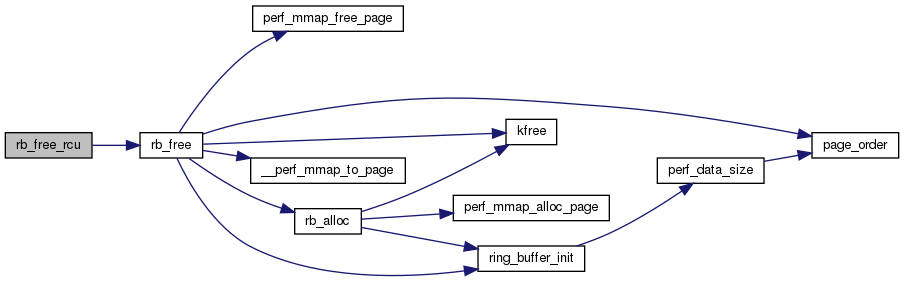 perf_mmap_free_page
rb_free_rcu
rb_free
kfree
page_order
__perf_mmap_to_page
perf_data_size
rb_alloc
perf_mmap_alloc_page
ring_buffer_init